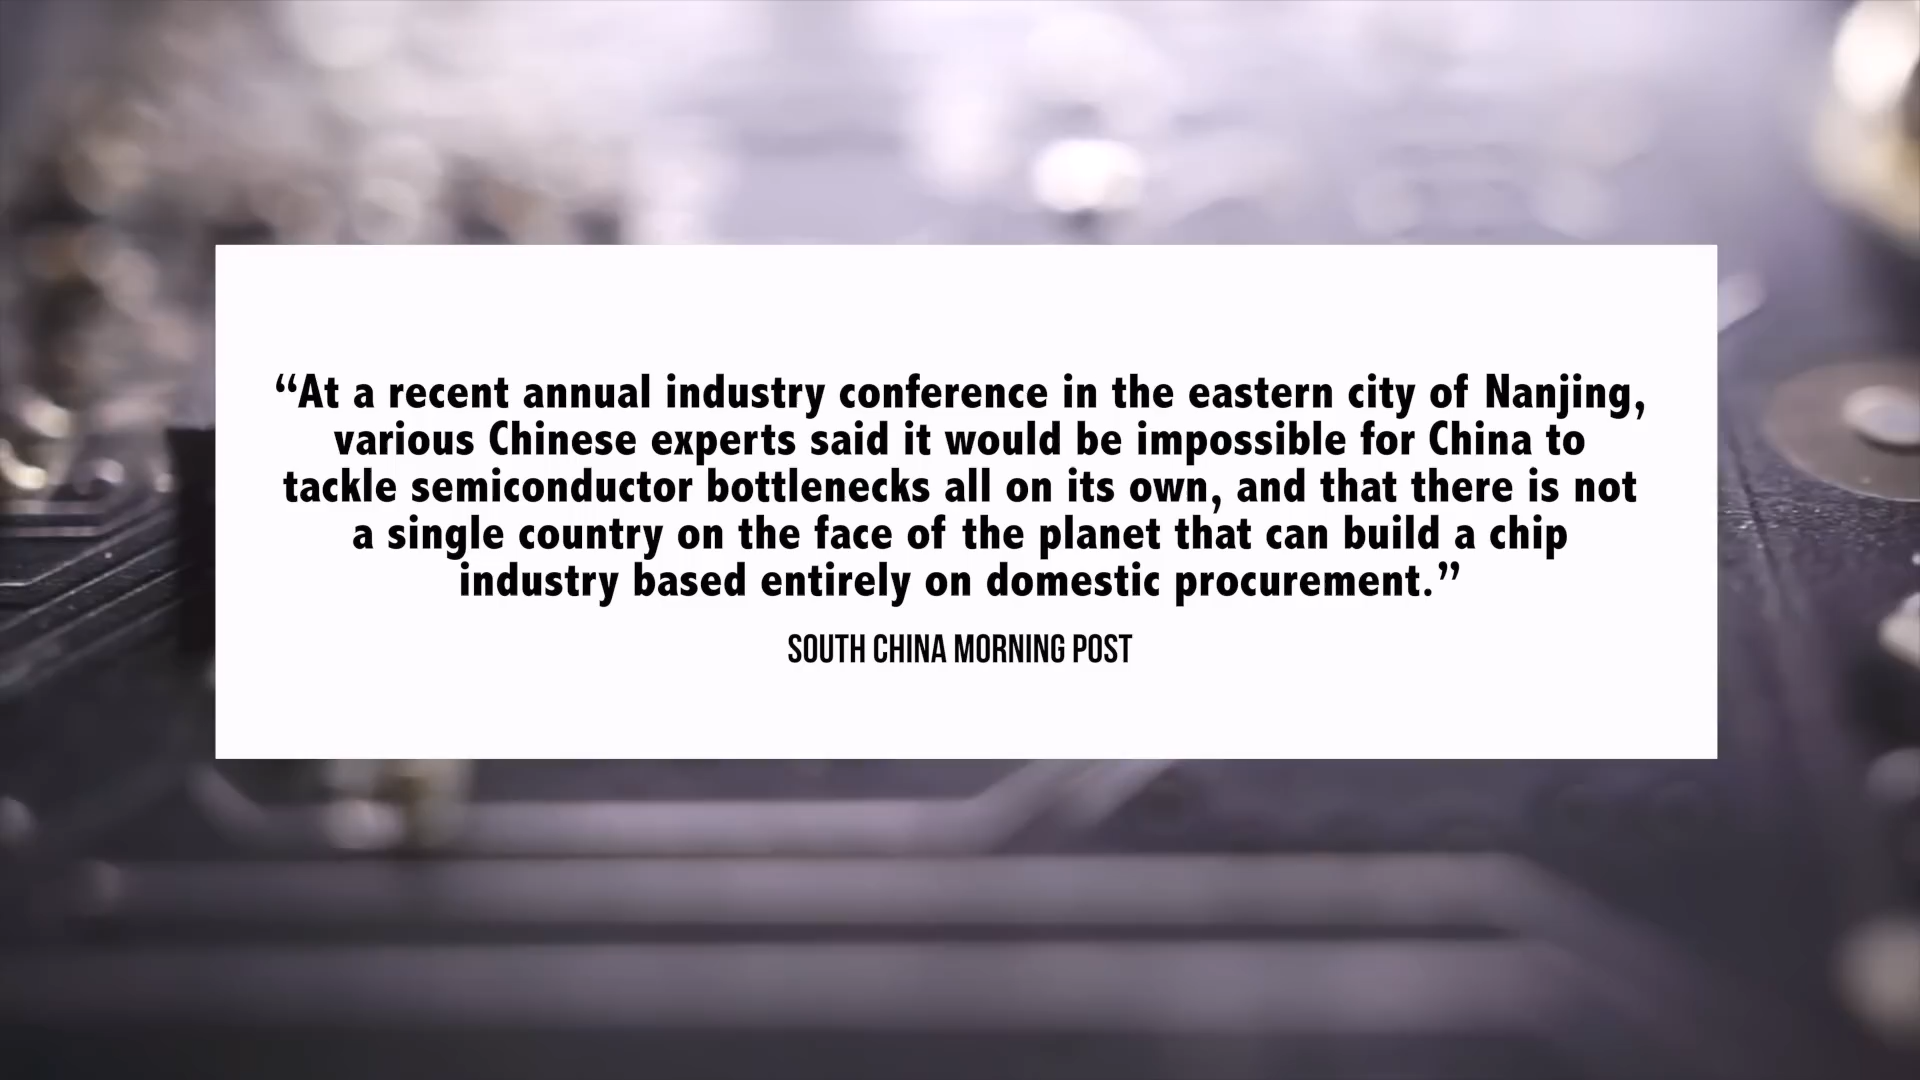 “At a recent annual industry conference in the eastern city of Nanjing,
various Chinese experts said it would be impossible for China to
tackle semiconductor bottlenecks all on its own, and that there is not
a single country on the face of the planet that can build a chip
industry based entirely on domestic procurement.”
SOUTH CHINA MORNING POST